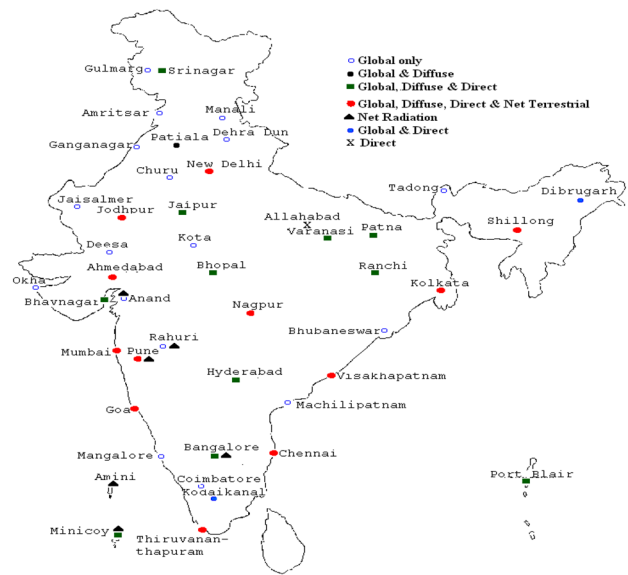 Global only
Gulmarg
Srinagar
Global & Diffuse
Global, Diffuse & Direct
Global, Diffuse, Direct & Net Terrestrial
Amritsar
Manali
Net Radiation
Global & Direct
Patiala
Dehra Dun
X Direct
Ganganagar
New Delhi
Churu
Tadong
Dibrugarh
Jaisalmer
Jaipur
Jodhpur
Allahabad
X
Shillong
Varanasi
Patna
Deesa
Kota
Ahmedabad
Bhopal
Ranchi
Okha
Kolkata
Bhavnagar
Anand
Nagpur
Bhubaneswar
Rahuri
Mumbai
Pune
Hyderabad
Visakhapatnam
Machilipatnam
Goa
Bangalore
Mangalore
Chennai
Amini
Coimbatore
Port Blair
Kodaikanal
Minicoy
Thiruvanan-
thapuram